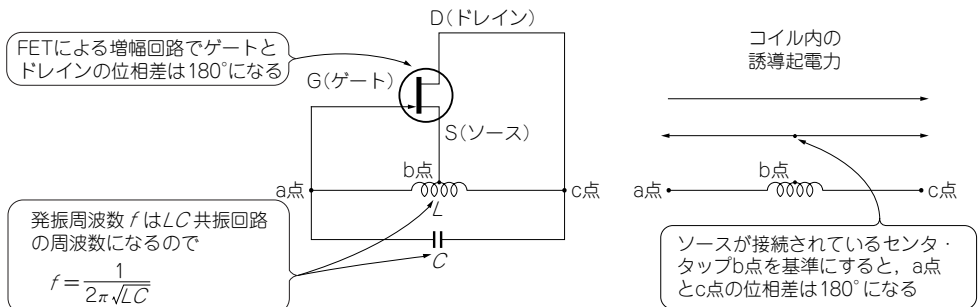 D(ドレイン)
FETによる増幅回路でゲートと
ドレインの位相差は180°になる
G(ゲート)
S(ソース)
b点
a点
c点
L
C
発振周波数 f はLC 共振回路
の周波数になるので
f=1/2π√LC
コイル内の
誘導起電力
b点
a点
c点
ソースが接続されているセンタ・
タップb点を基準にすると，a点
とc点の位相差は180°になる